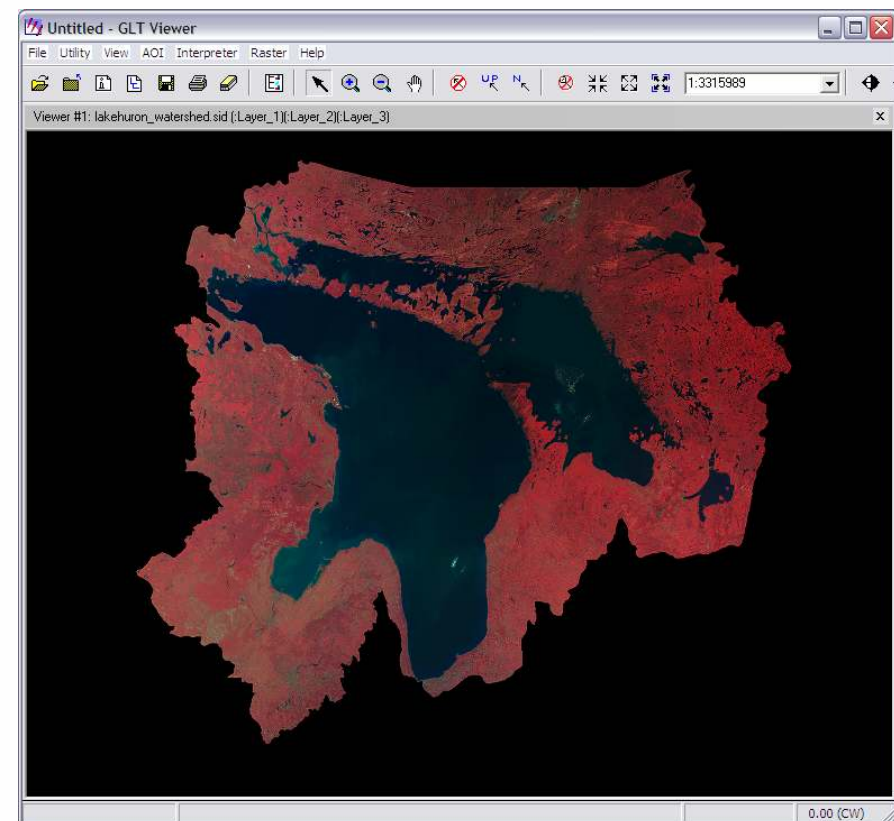 Untitled - GLT Viewer
File Utility View AOI Interpreter Raster Help
UP N 1:3315989
Viewer #1: lakehuron_watershed.sid (:Layer_1)(:Layer_2)(:Layer_3)
0.00 (CW)